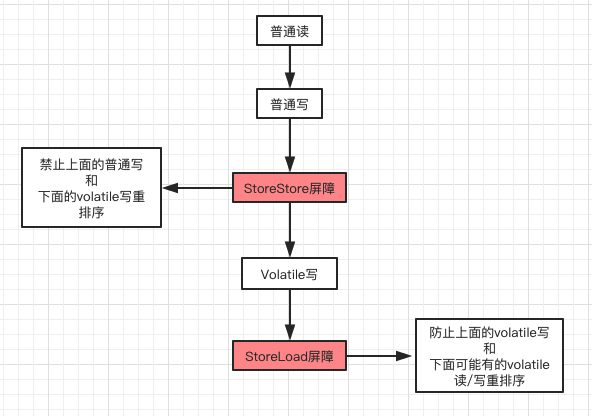 普通读
普通写
禁止上面的普通写
和
下面的volatile写重
排序
StoreStore屏障
Volatile写
StoreLoad屏障
防止上面的volatile写
和
下面可能有的volatile
读/写重排序